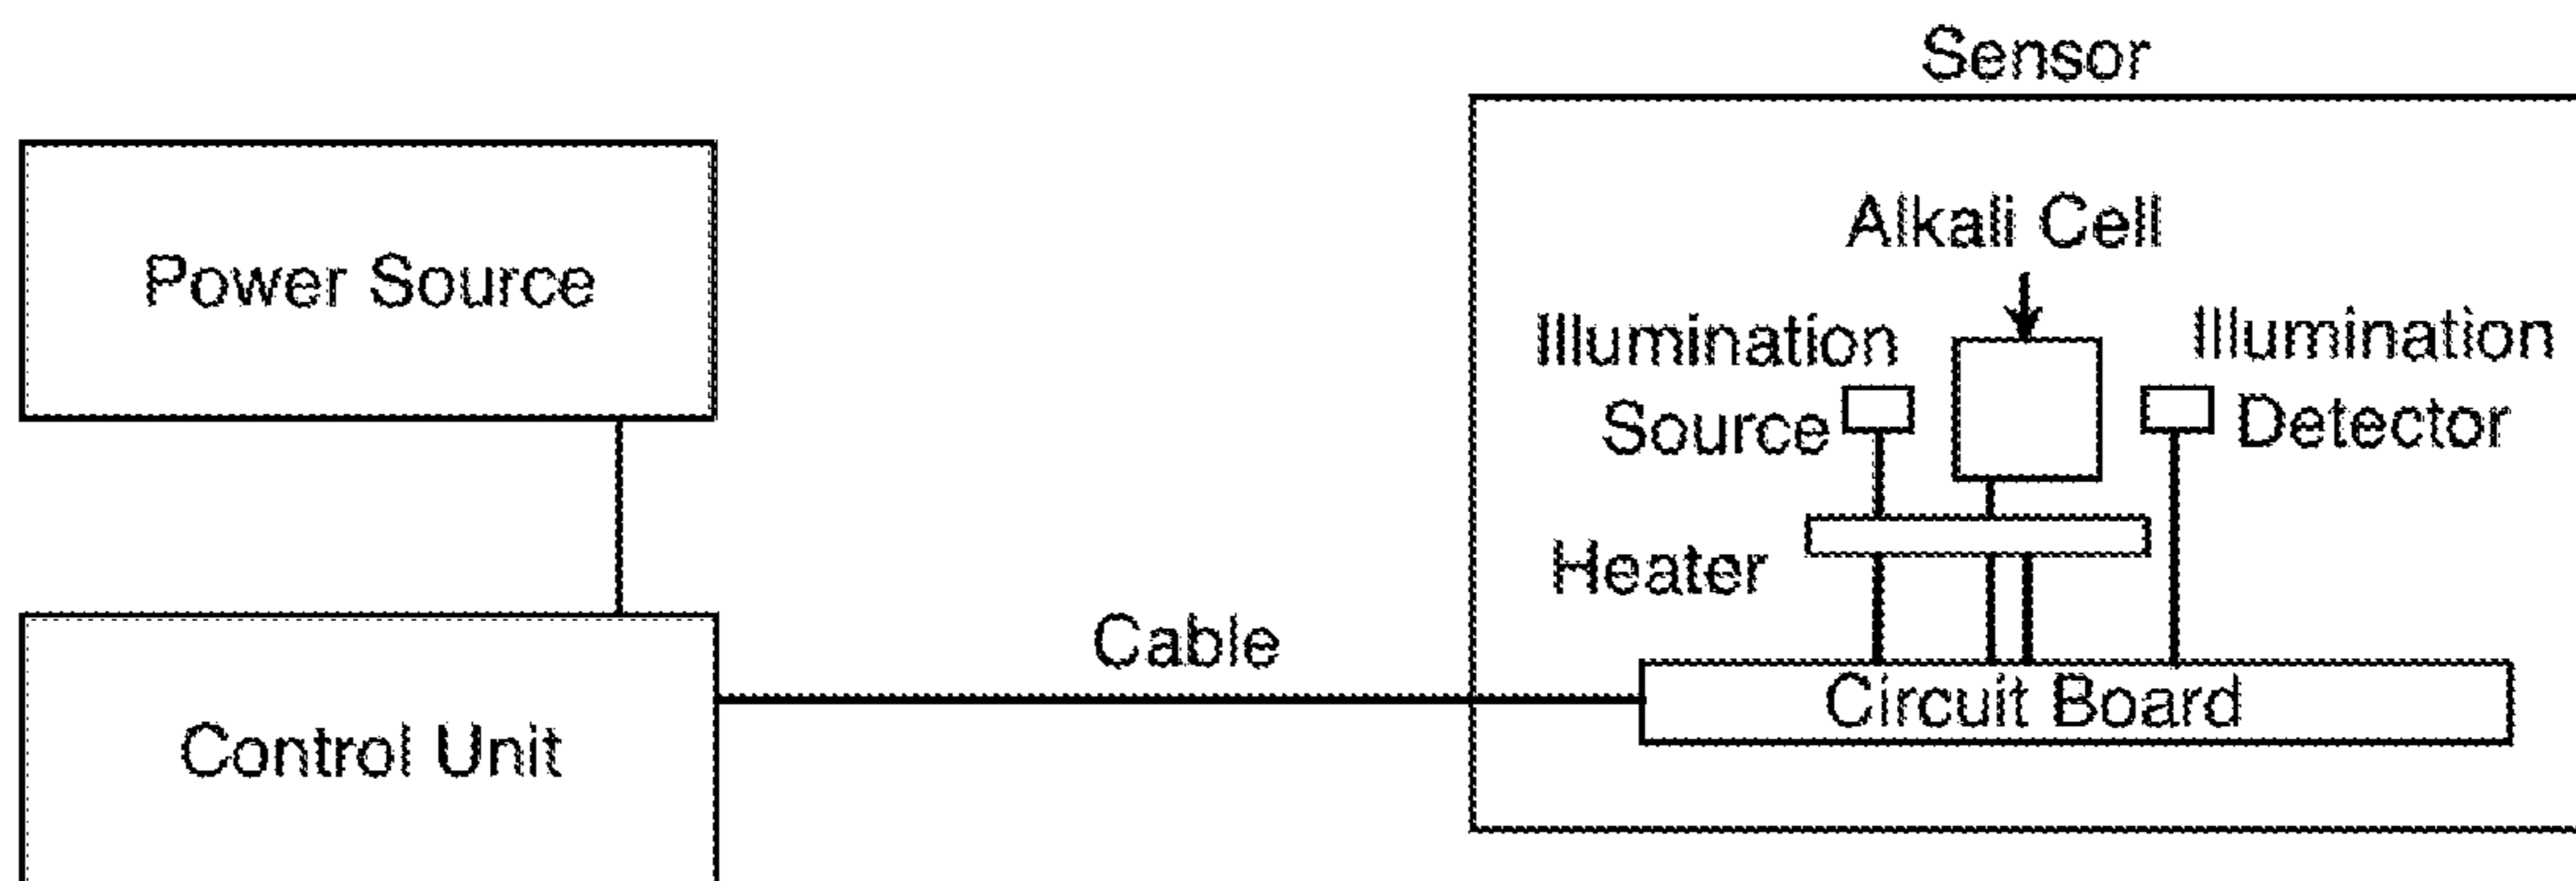 Sensor
Power Source
Alkali Cell
Illumination
Source
Illumination
Detector
Heater
Cable
Control Unit
Circuit Board